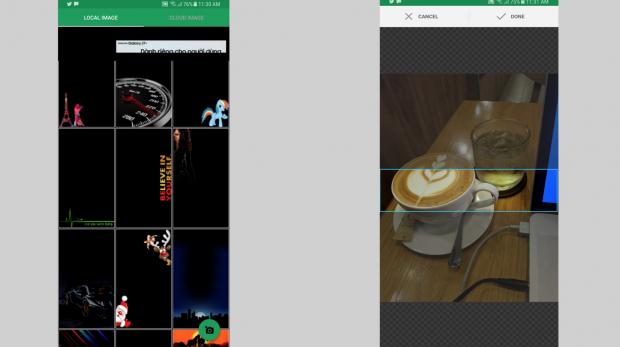 76% 11:30 AM
LOCAL IMAGE
CLOUD IMAGE
Galaxy J7+
Dành riêng cho người dùng
BELIEVE IN
YOURSELF
75% 11:31 AM
CANCEL
DONE